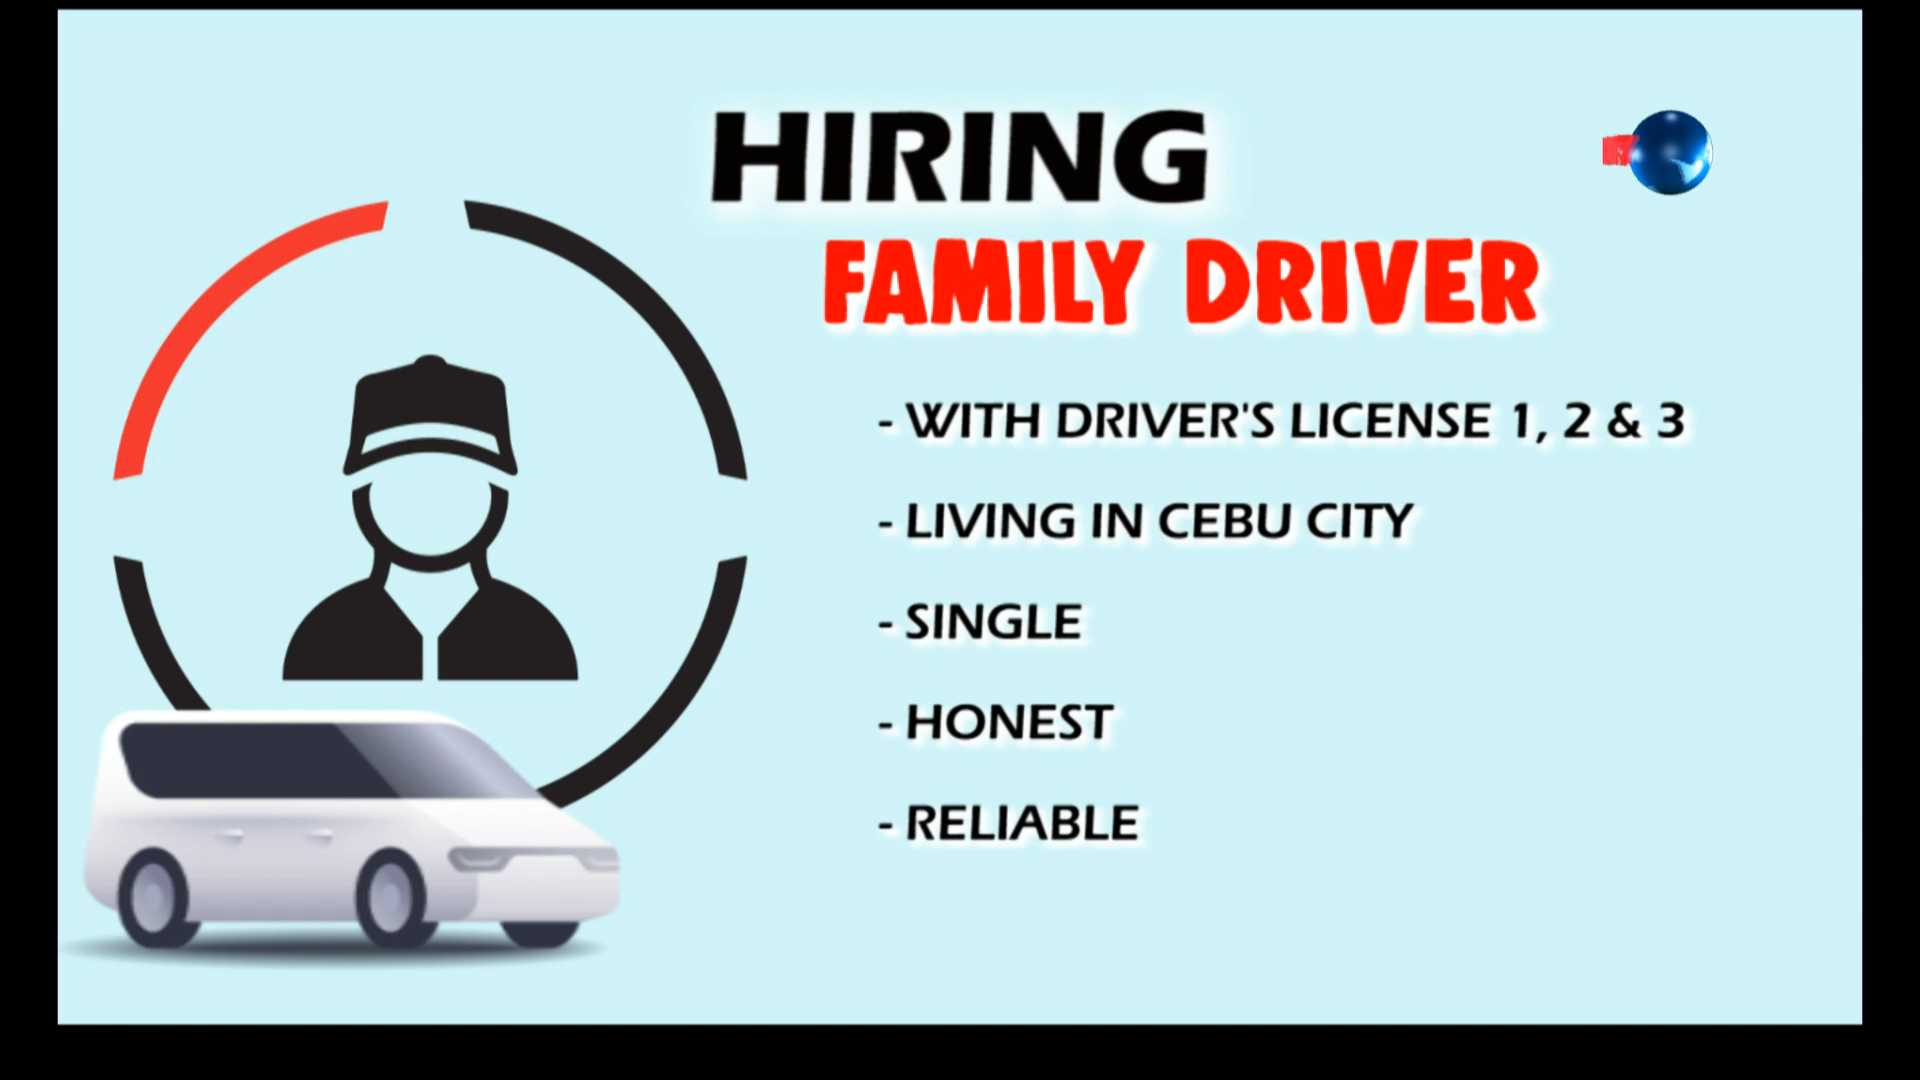 HIRING
FAMILY DRIVER
- WITH DRIVER'S LICENSE 1, 2 & 3
- LIVING IN CEBU CITY
- SINGLE
- HONEST
- RELIABLE